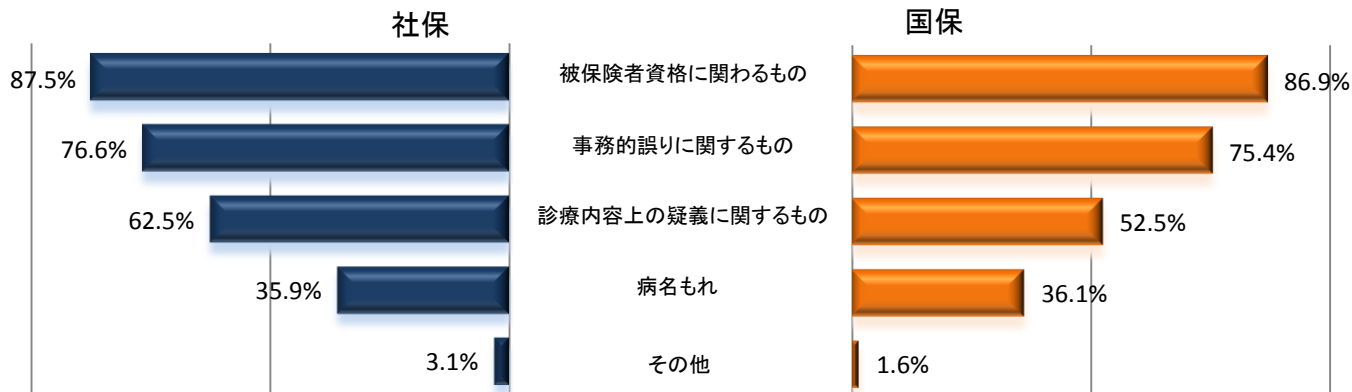 社保 国保
87.5% 被保険者資格に関わるもの 86.9%
76.6% 事務的誤りに関するもの 75.4%
62.5% 診療内容上の疑義に関するもの 52.5%
35.9% 病名もれ 36.1%
3.1% その他 1.6%